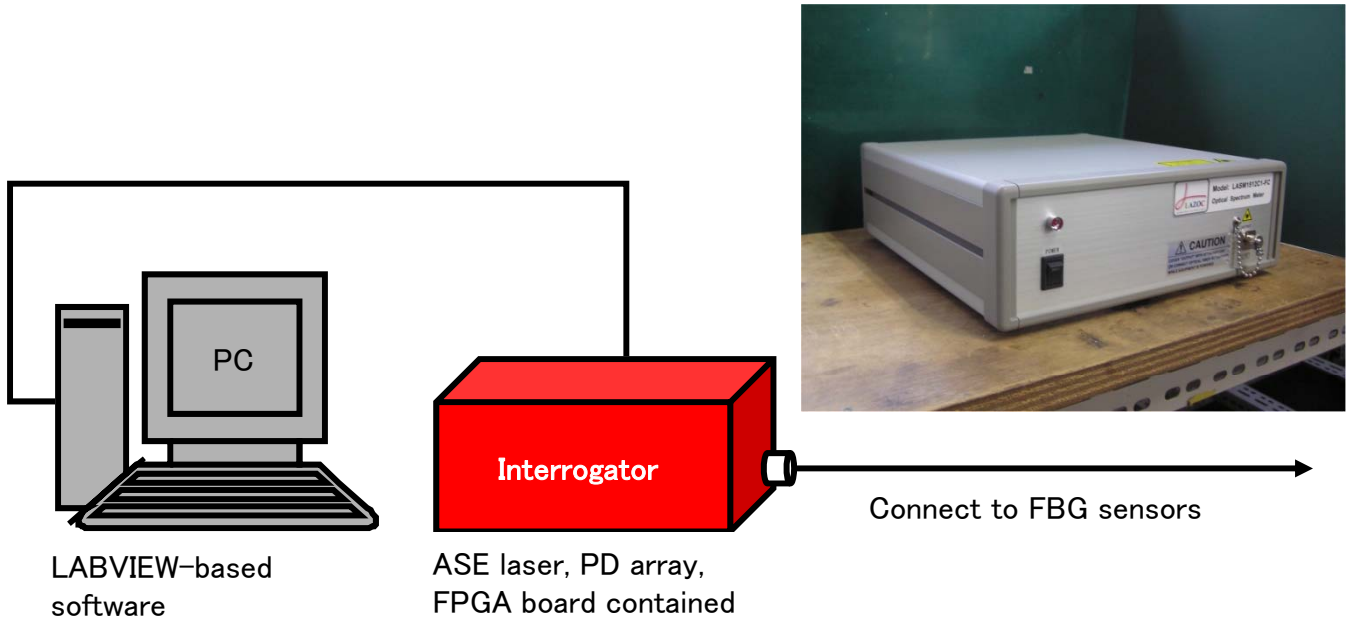 LAZOC
Model: LASM1512C1-FC
Optical Spectrum Meter
POWER
CAUTION
PC
Interrogator
Connect to FBG sensors
LABVIEW-based
software
ASE laser, PD array,
FPGA board contained